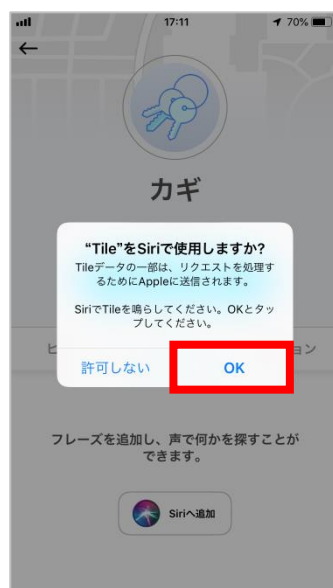 17:11
70%
カギ
“Tile”をSiriで使用しますか?
Tileデータの一部は、リクエストを処理す
るためにAppleに送信されます。
SiriでTileを鳴らしてください。OKとタッ
プしてください。
ヒ
ョン
許可しない
OK
フレーズを追加し、声で何かを探すことが
できます。
Siriへ追加